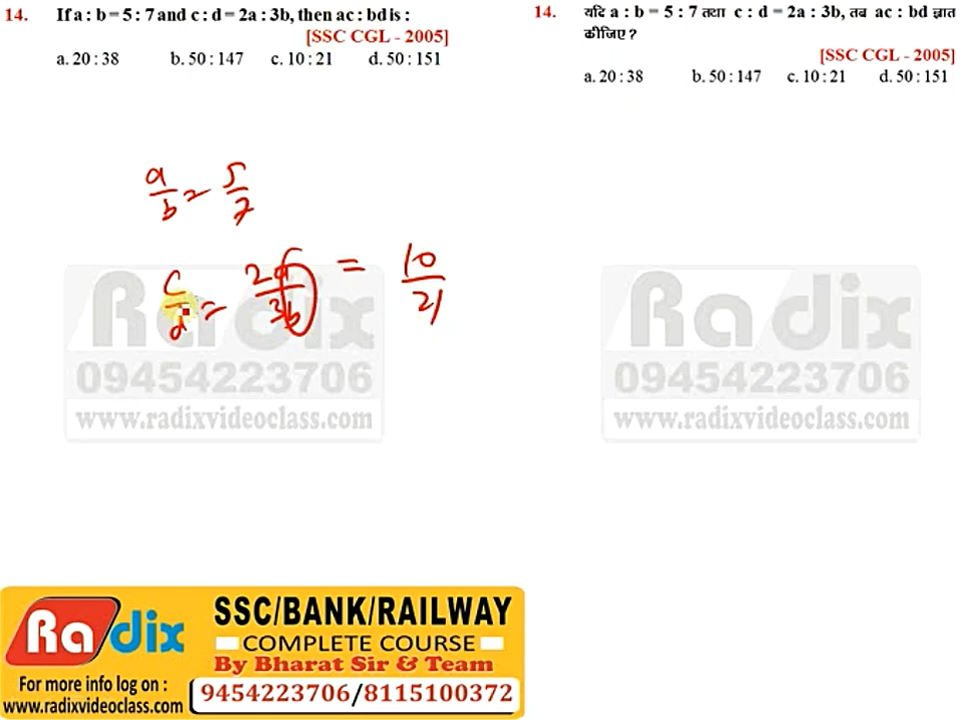 14. If a : b = 5 : 7 and c : d = 2a : 3b, then ac : bd is :
[SSC CGL - 2005]
a. 20 : 38 b. 50 : 147 c. 10 : 21 d. 50 : 151
a/b = 5/7
c/d = 2a/3b = 10/21
Radix
09454223706
www.radixvideoclass.com
14. यदि a : b = 5 : 7 तथा c : d = 2a : 3b, तब ac : bd ज्ञात
कीजिए ?
[SSC CGL - 2005]
a. 20 : 38 b. 50 : 147 c. 10 : 21 d. 50 : 151
Radix
09454223706
www.radixvideoclass.com
Radix
For more info log on :
www.radixvideoclass.com
SSC/BANK/RAILWAY
COMPLETE COURSE
By Bharat Sir & Team
9454223706/8115100372